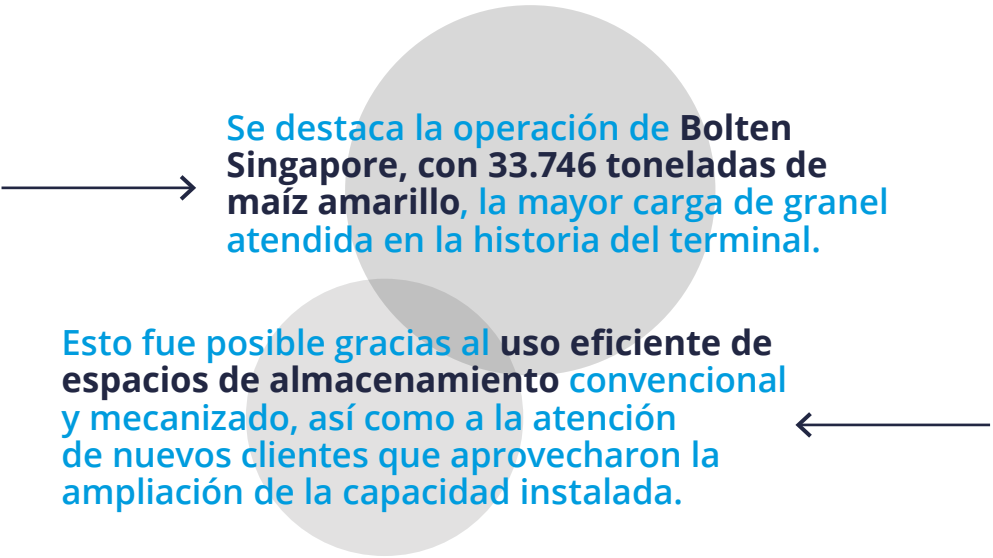 Se destaca la operación de Bolten
Singapore, con 33.746 toneladas de
maíz amarillo, la mayor carga de granel
atendida en la historia del terminal.
Esto fue posible gracias al uso eficiente de
espacios de almacenamiento convencional
y mecanizado, así como a la atención
de nuevos clientes que aprovecharon la
ampliación de la capacidad instalada.